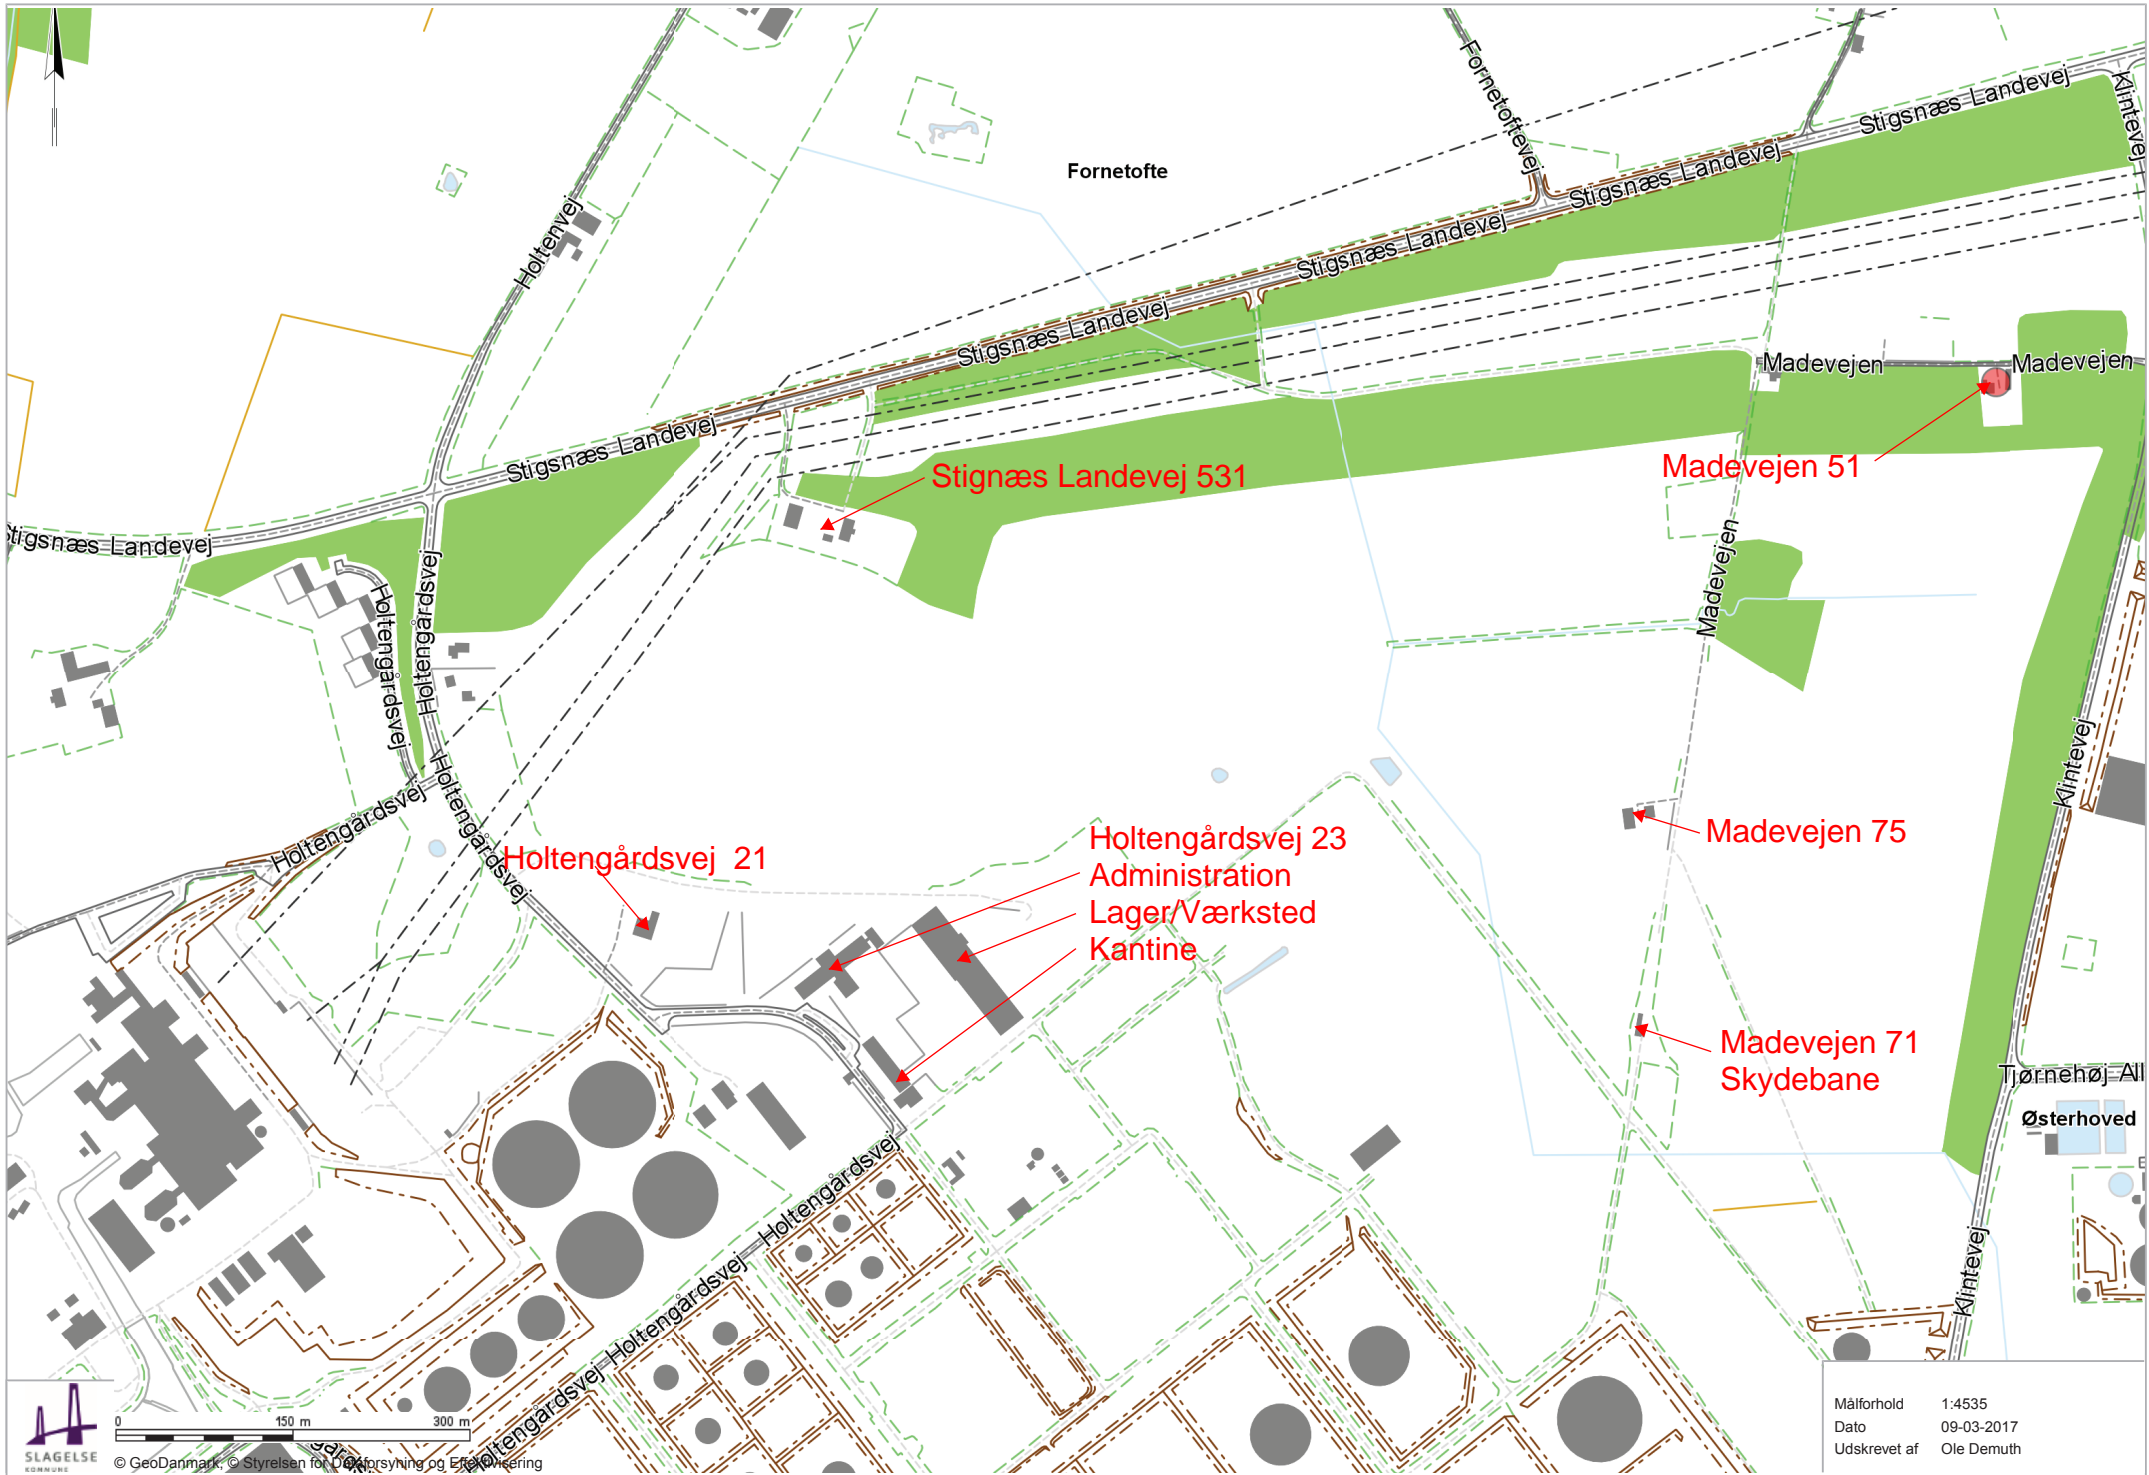 Fornetoftevej
Klintevej
Stigsnæs Landevej
Stigsnæs Landevej
Fornetofte
Stigsnæs Landevej
Holtenvej
Stigsnæs Landevej
Stigsnæs Landevej
Madevejen
Madevejen
Stigsnæs Landevej
Stignæs Landevej 531
Madevejen 51
Stigsnæs Landevej
Holtengårdsvej
Holtengårdsvej
Madevejen
Holtengårdsvej
Holtengårdsvej
Klintevej
Holtengårdsvej 21
Holtengårdsvej 23
Administration
Lager/Værksted
Kantine
Madevejen 75
Madevejen 71
Skydebane
Tjørnehøj All
Østerhoved
Holtengårdsvej
Holtengårdsvej
Holtengårdsvej
Klintevej
Målforhold 1:4535
Dato 09-03-2017
Udskrevet af Ole Demuth
0 150 m 300 m
SLAGELSE
KOMMUNE
© GeoDanmark, © Styrelsen for Dataforsyning og Effektivisering